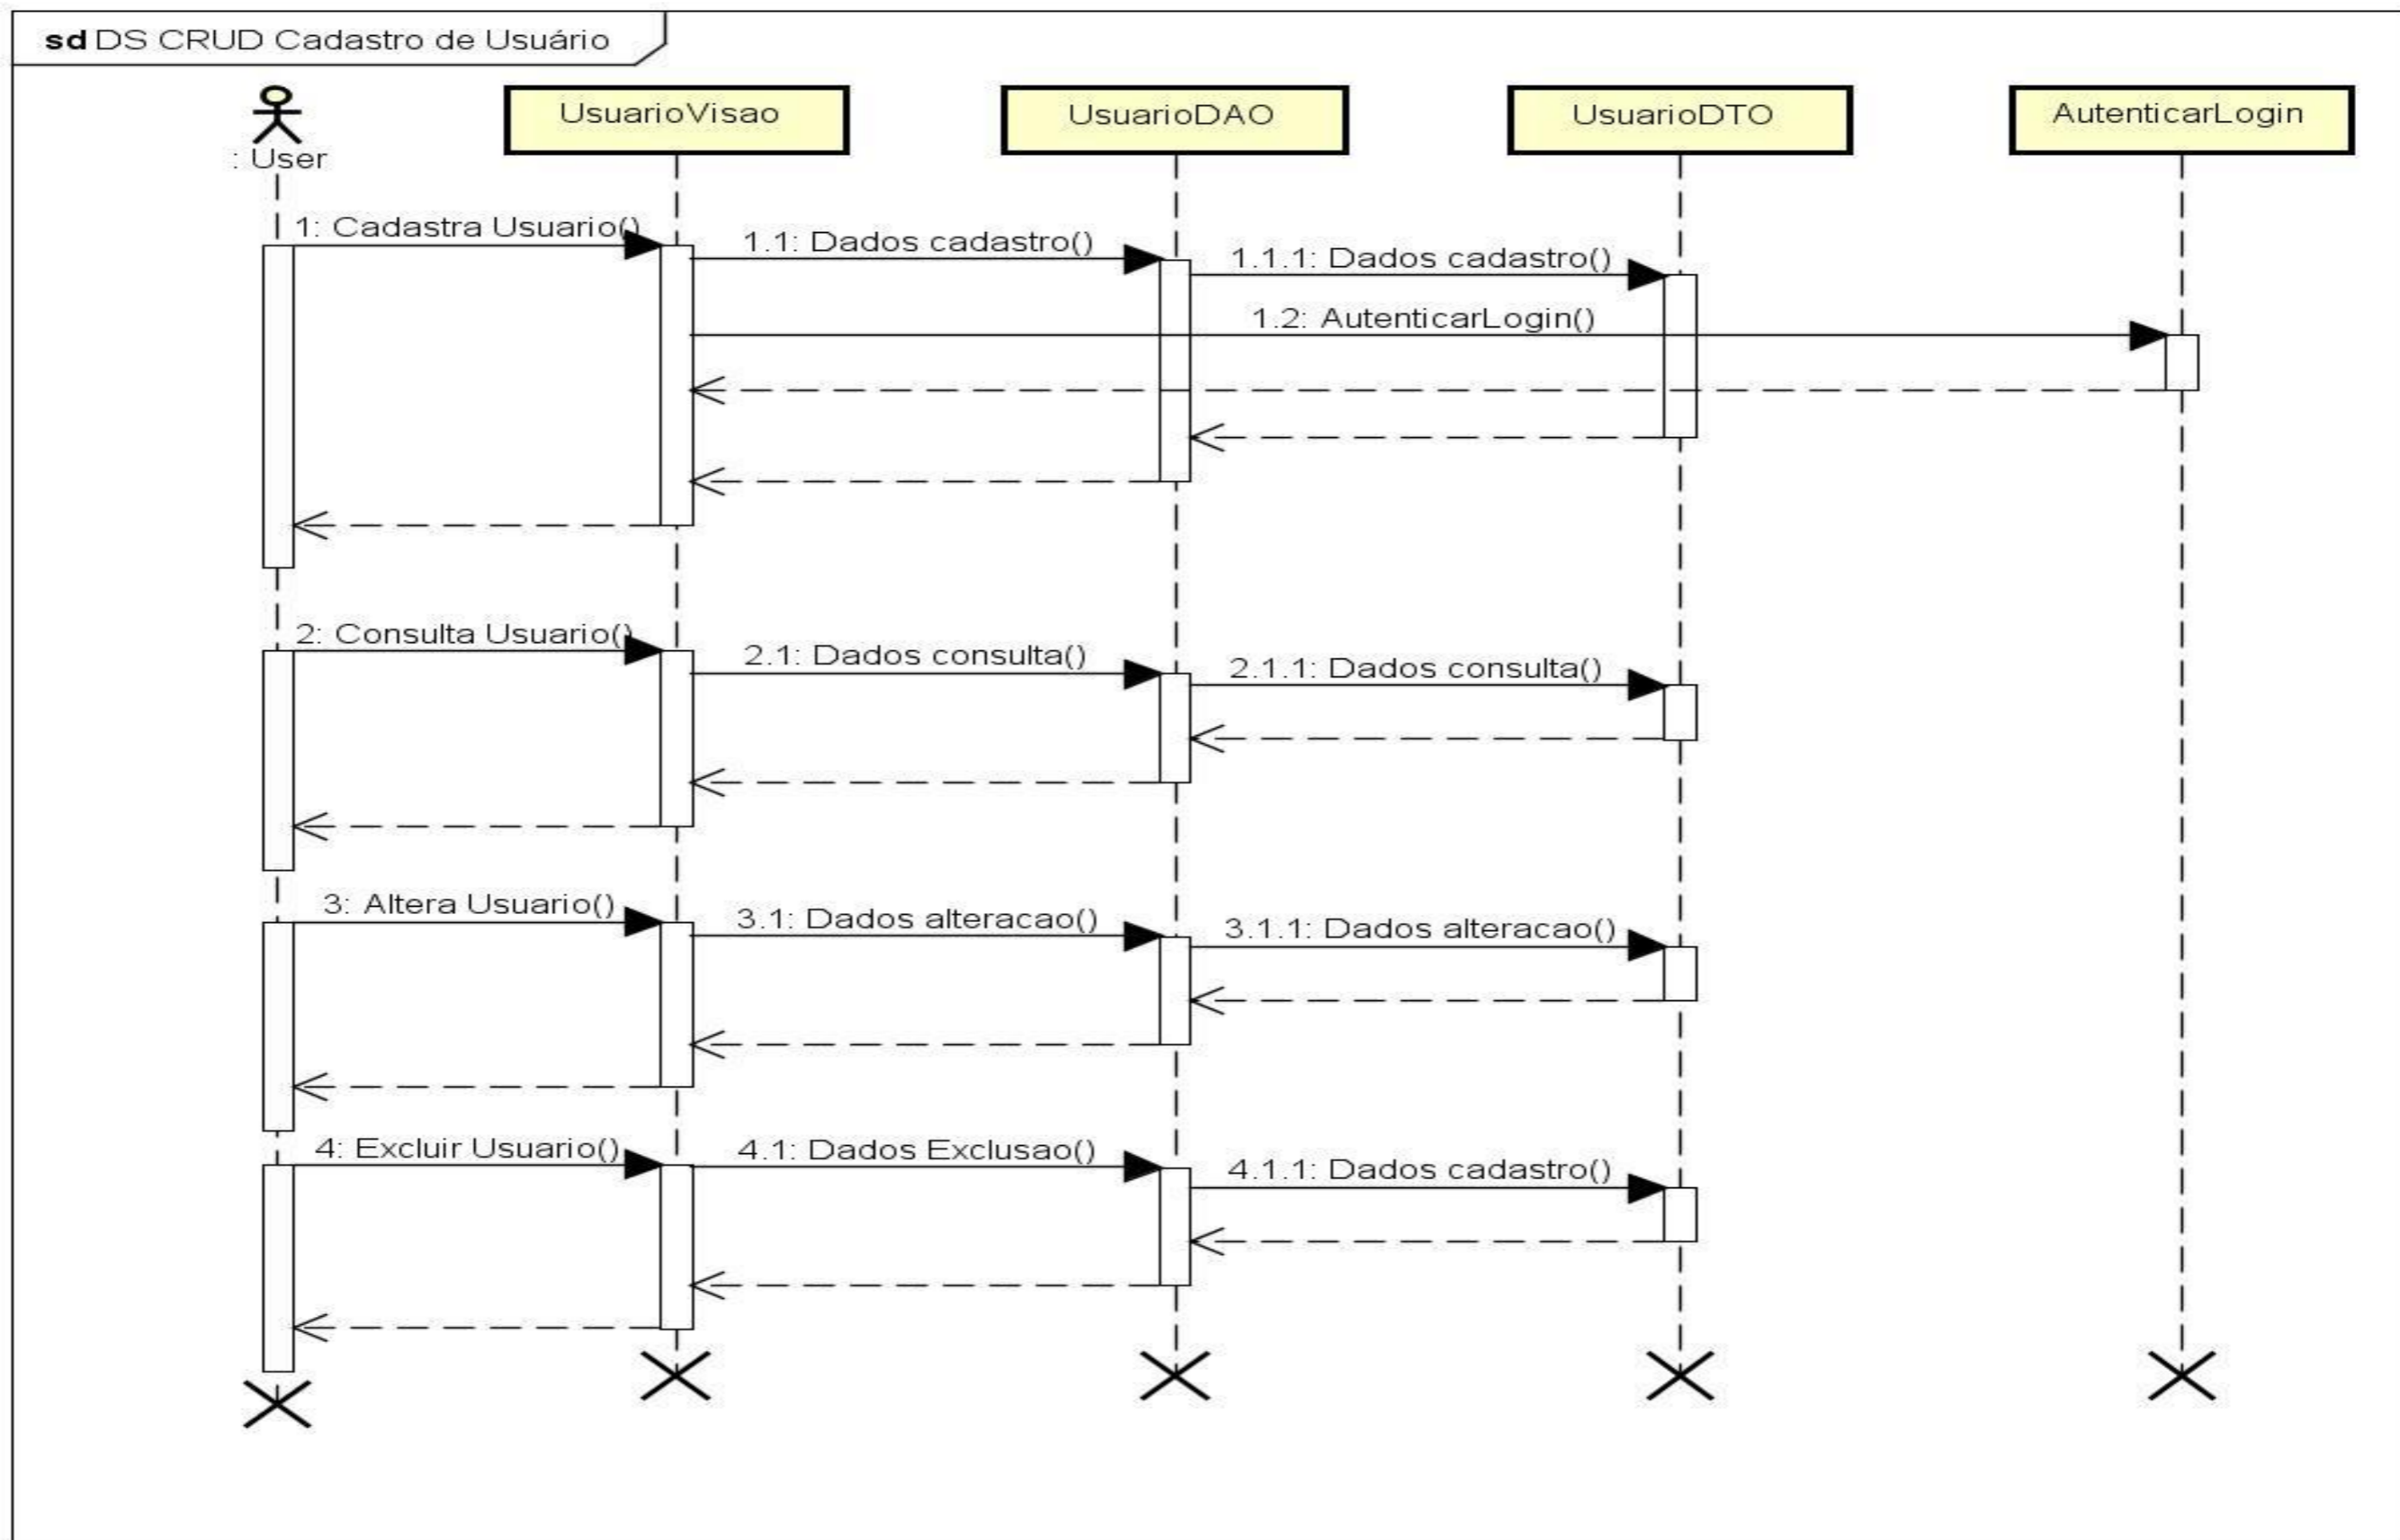 sd DS CRUD Cadastro de Usuário
: User
UsuarioVisao
UsuarioDAO
UsuarioDTO
AutenticarLogin
1: Cadastra Usuario()
1.1: Dados cadastro()
1.1.1: Dados cadastro()
1.2: AutenticarLogin()
2: Consulta Usuario()
2.1: Dados consulta()
2.1.1: Dados consulta()
3: Altera Usuario()
3.1: Dados alteracao()
3.1.1: Dados alteracao()
4: Excluir Usuario()
4.1: Dados Exclusao()
4.1.1: Dados cadastro()